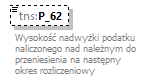 tns:P_62
Wysokość nadwyżki podatku
naliczonego nad należnym do
przeniesienia na następny
okres rozliczeniowy